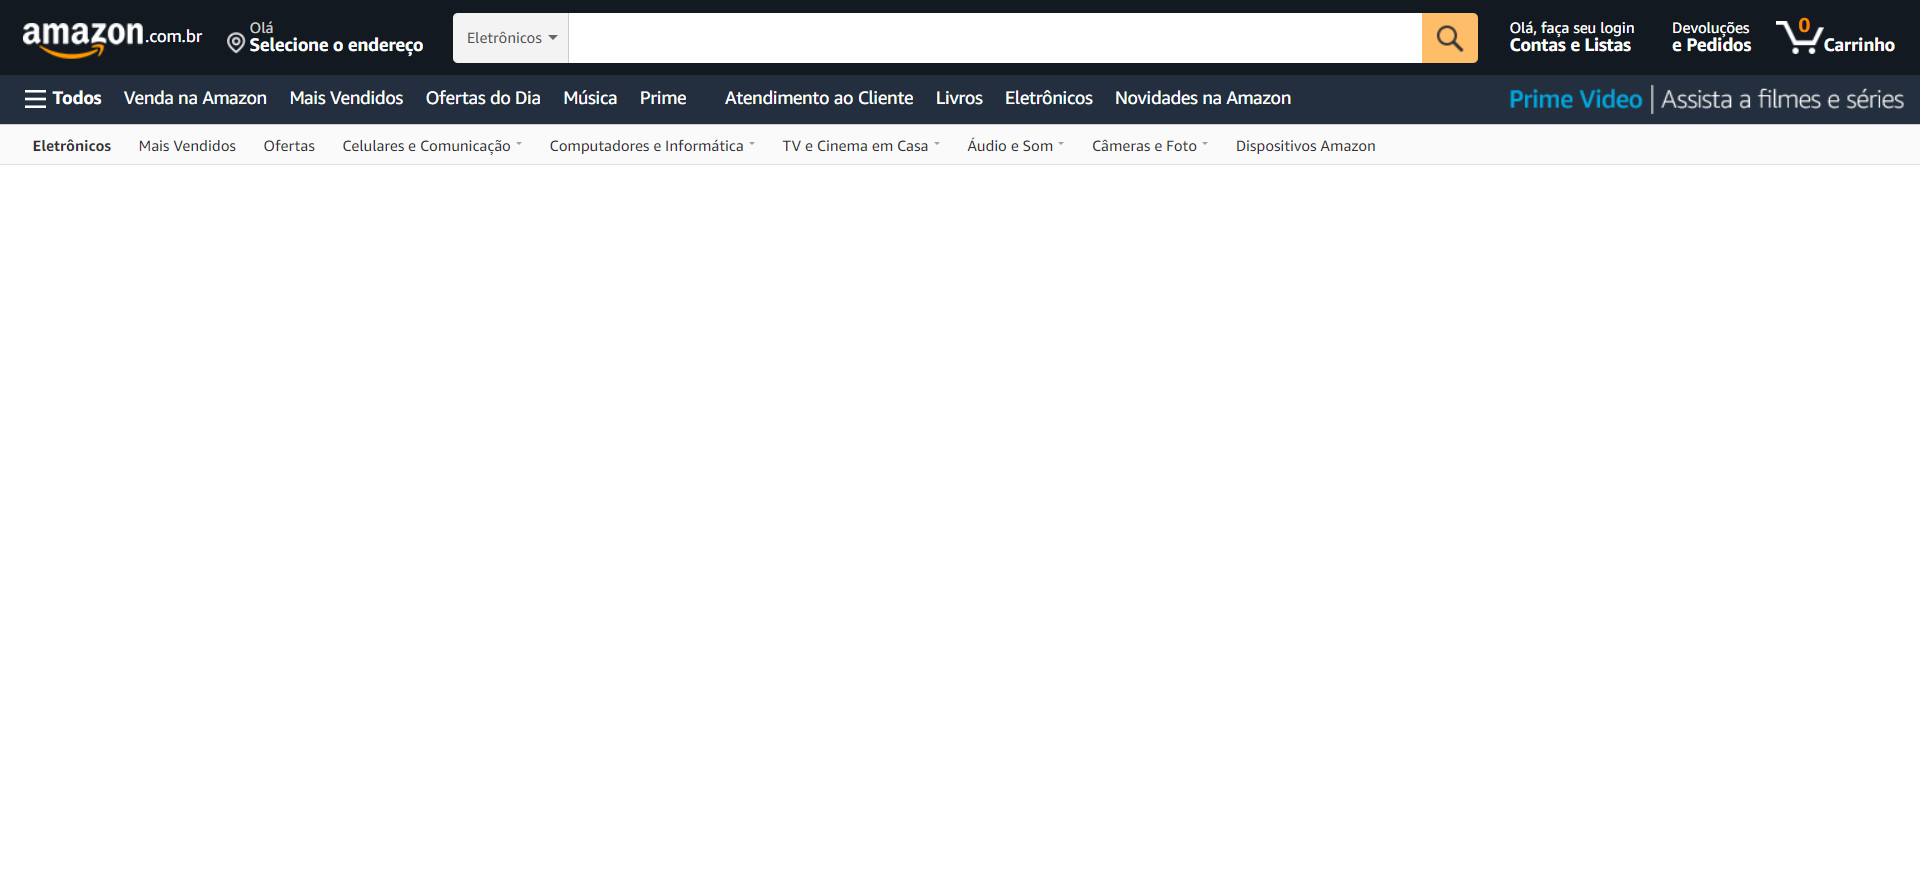 amazon.com.br
Olá
Selecione o endereço
Eletrônicos
Olá, faça seu login
Contas e Listas
Devoluções
e Pedidos
0
Carrinho
Todos Venda na Amazon Mais Vendidos Ofertas do Dia Música Prime Atendimento ao Cliente Livros Eletrônicos Novidades na Amazon Prime Video | Assista a filmes e séries
Eletrônicos Mais Vendidos Ofertas Celulares e Comunicação Computadores e Informática TV e Cinema em Casa Áudio e Som Câmeras e Foto Dispositivos Amazon